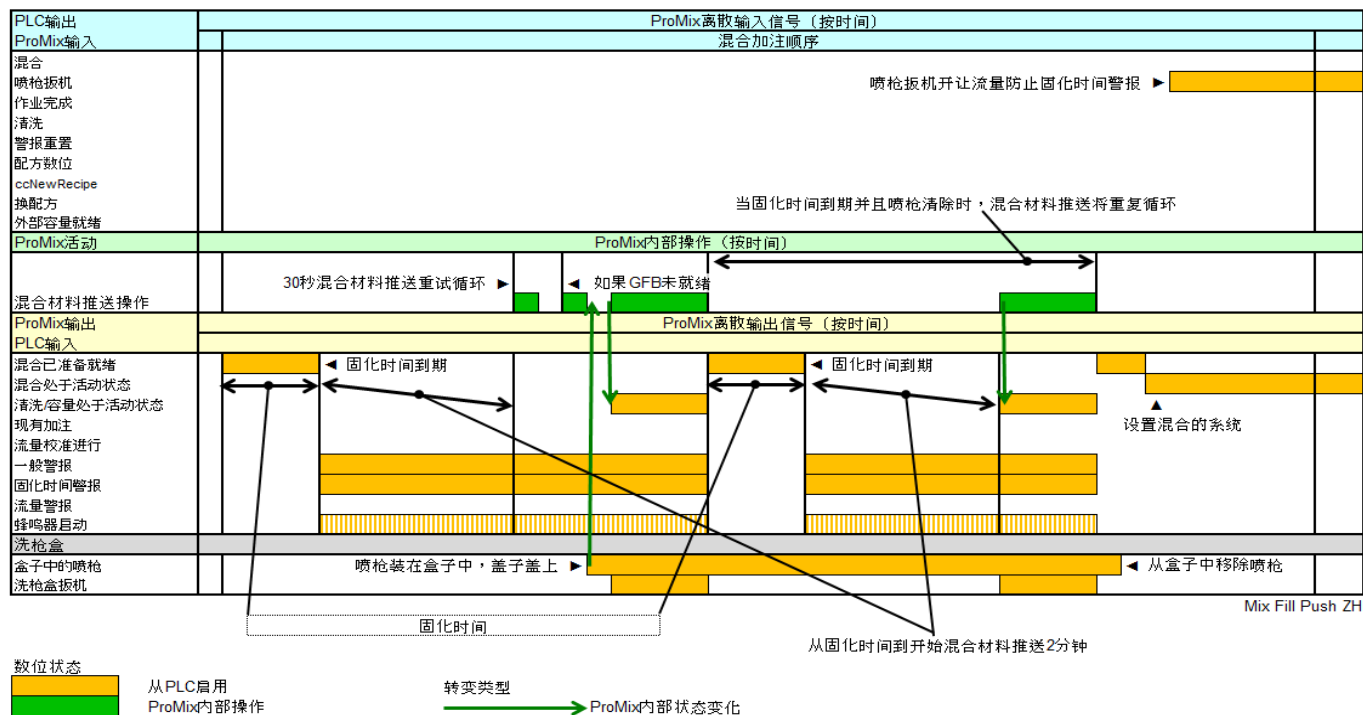 PLC输出 ProMix离散输入信号（按时间）
ProMix输入 混合加注顺序
混合
喷枪扳机 喷枪扳机开让流量防止固化时间警报 ►
作业完成
清洗
警报重置
配方数位
ccNewRecipe
换配方 当固化时间到期并且喷枪清除时，混合材料推送将重复循环
外部容量就绪
ProMix活动 ProMix内部操作（按时间）
30秒混合材料推送重试循环 ► ◄ 如果GFB未就绪
混合材料推送操作
ProMix输出 ProMix离散输出信号（按时间）
PLC输入
混合已准备就绪 ◄ 固化时间到期 ◄ 固化时间到期
混合处于活动状态
清洗/容量处于活动状态 ▲
现有加注 设置混合的系统
流量校准进行
一般警报
固化时间警报
流量警报
蜂鸣器启动
洗枪盒
盒子中的喷枪 喷枪装在盒子中，盖子盖上 ► ◄ 从盒子中移除喷枪
洗枪盒扳机
Mix Fill Push ZH
固化时间
从固化时间到开始混合材料推送2分钟
数位状态
从PLC启用 转变类型
ProMix内部操作 ProMix内部状态变化